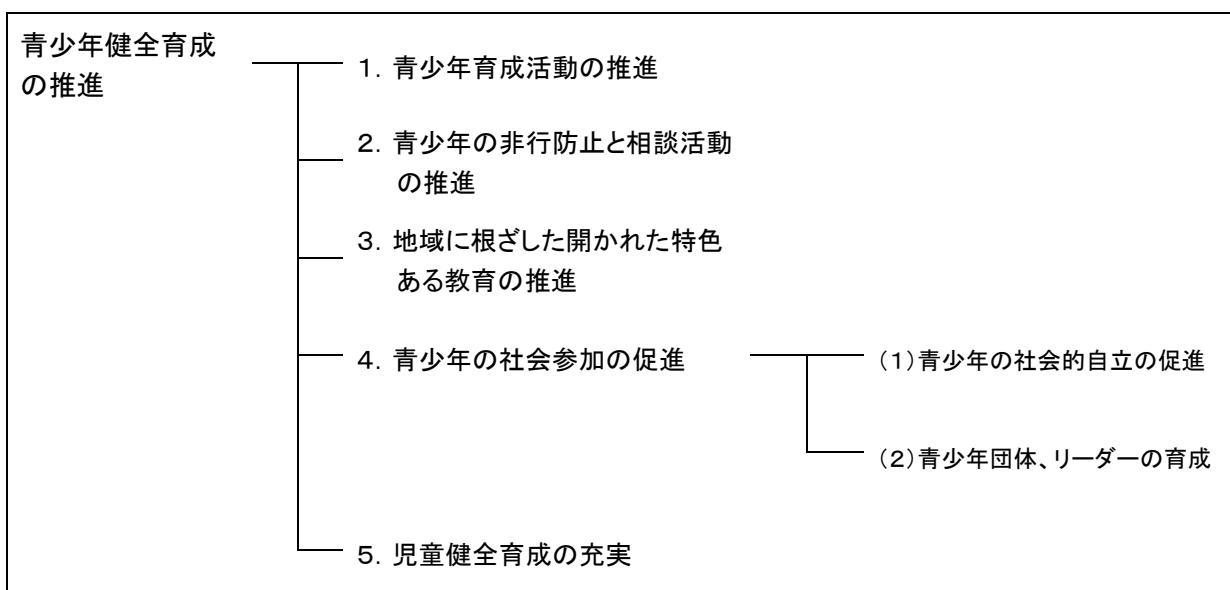 青少年健全育成
の推進
1. 青少年育成活動の推進
2. 青少年の非行防止と相談活動
の推進
3. 地域に根ざした開かれた特色
ある教育の推進
4. 青少年の社会参加の促進
(1)青少年の社会的自立の促進
(2)青少年団体、リーダーの育成
5. 児童健全育成の充実